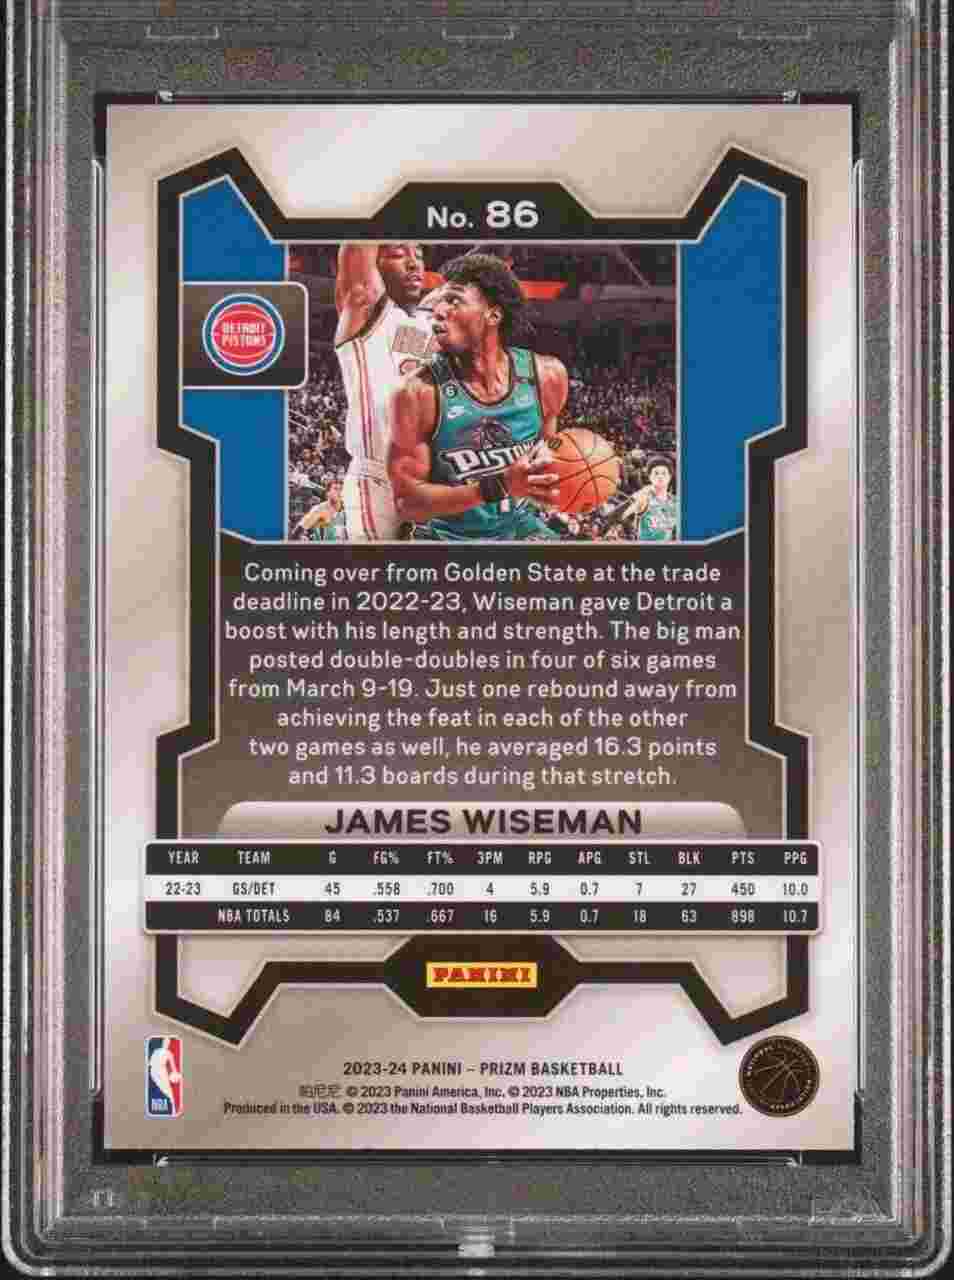 No. 86
DETROIT
PISTONS
6
PISTONS
Coming over from Golden State at the trade
deadline in 2022-23, Wiseman gave Detroit a
boost with his length and strength. The big man
posted double-doubles in four of six games
from March 9-19. Just one rebound away from
achieving the feat in each of the other
two games as well, he averaged 16.3 points
and 11.3 boards during that stretch.
JAMES WISEMAN
YEAR TEAM G FG% FT% 3PM RPG APG STL BLK PTS PPG
22-23 GS/DET 45 .558 .700 4 5.9 0.7 7 27 450 10.0
NBA TOTALS 84 .537 .667 16 5.9 0.7 18 63 898 10.7
PANINI
2023-24 PANINI – PRIZM BASKETBALL
帕尼尼 © 2023 Panini America, Inc. © 2023 NBA Properties, Inc.
Produced in the USA. © 2023 the National Basketball Players Association. All rights reserved.
NBA